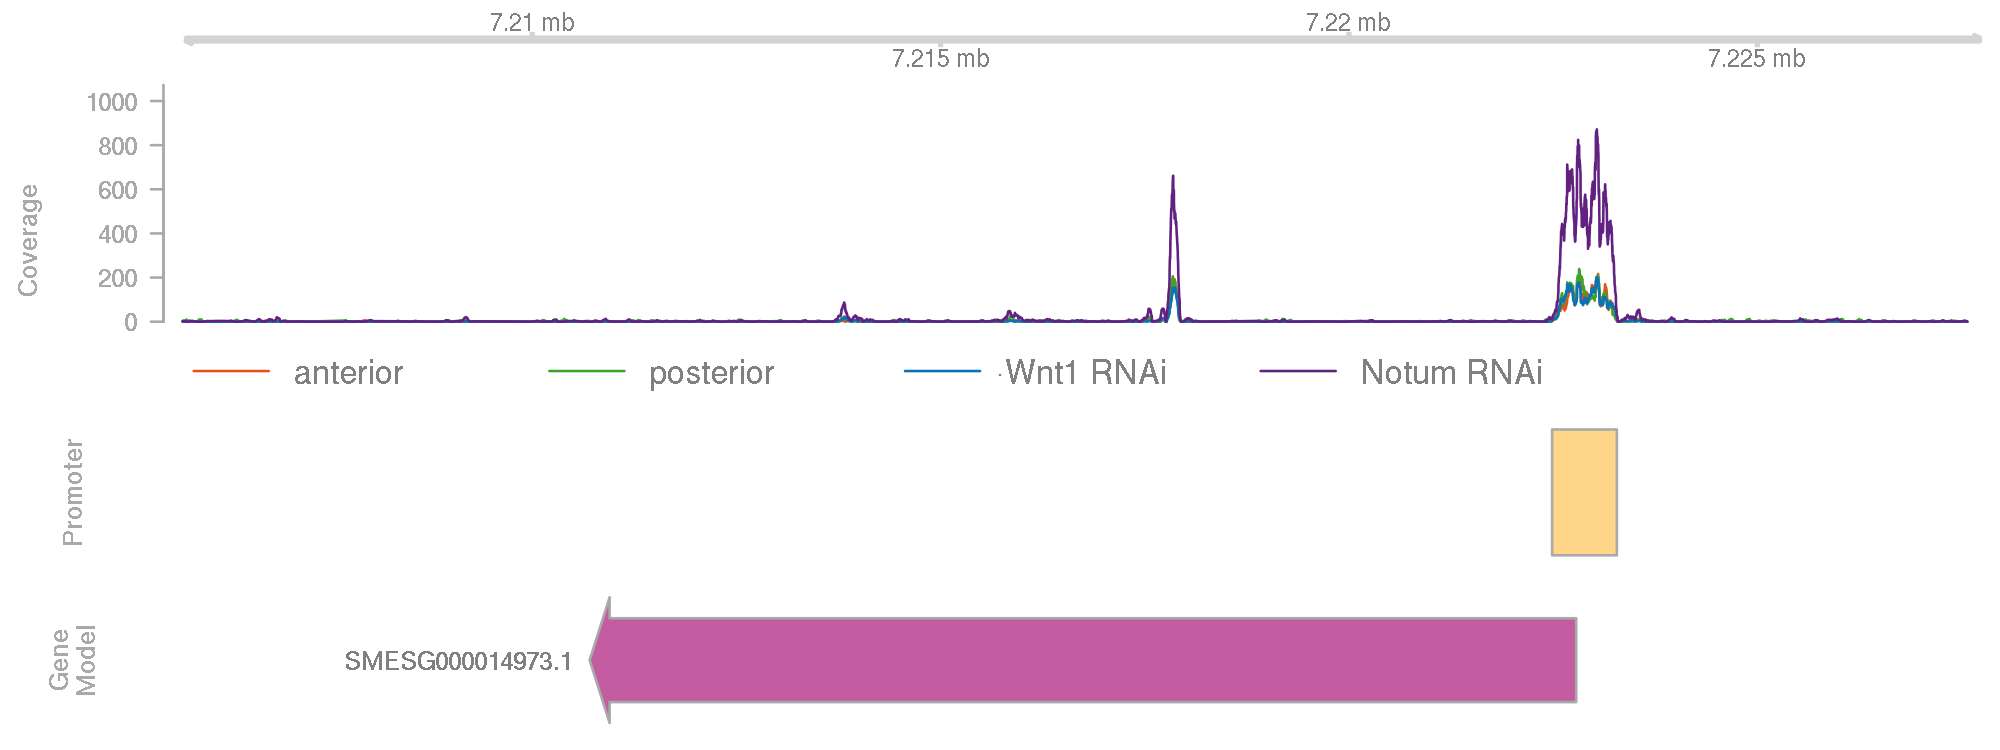 7.21 mb
7.22 mb
7.215 mb
7.225 mb
1000
800
600
400
200
0
Coverage
anterior
posterior
Wnt1 RNAi
Notum RNAi
Promoter
SMESG000014973.1
Gene
Model